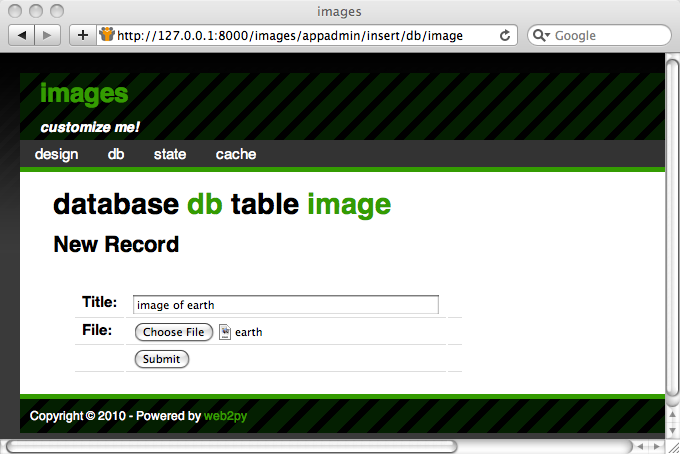 images
http://127.0.0.1:8000/images/appadmin/insert/db/image
Google
images
customize me!
design db state cache
database db table image
New Record
Title: image of earth
File: Choose File earth
Submit
Copyright © 2010 - Powered by web2py